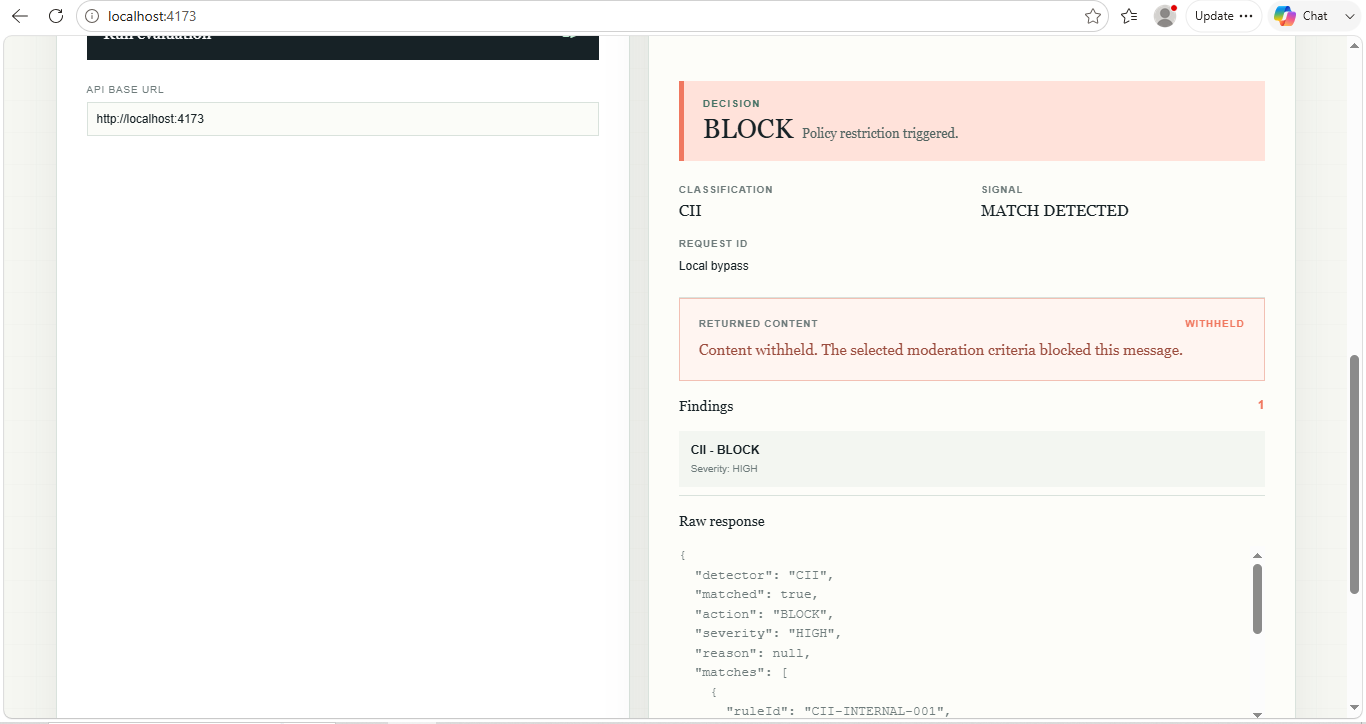 localhost:4173
Update
Chat
Run evaluation
API BASE URL
http://localhost:4173
DECISION
BLOCK Policy restriction triggered.
CLASSIFICATION
CII
SIGNAL
MATCH DETECTED
REQUEST ID
Local bypass
RETURNED CONTENT
WITHHELD
Content withheld. The selected moderation criteria blocked this message.
Findings
1
CII - BLOCK
Severity: HIGH
Raw response
{
"detector": "CII",
"matched": true,
"action": "BLOCK",
"severity": "HIGH",
"reason": null,
"matches": [
{
"ruleId": "CII-INTERNAL-001",